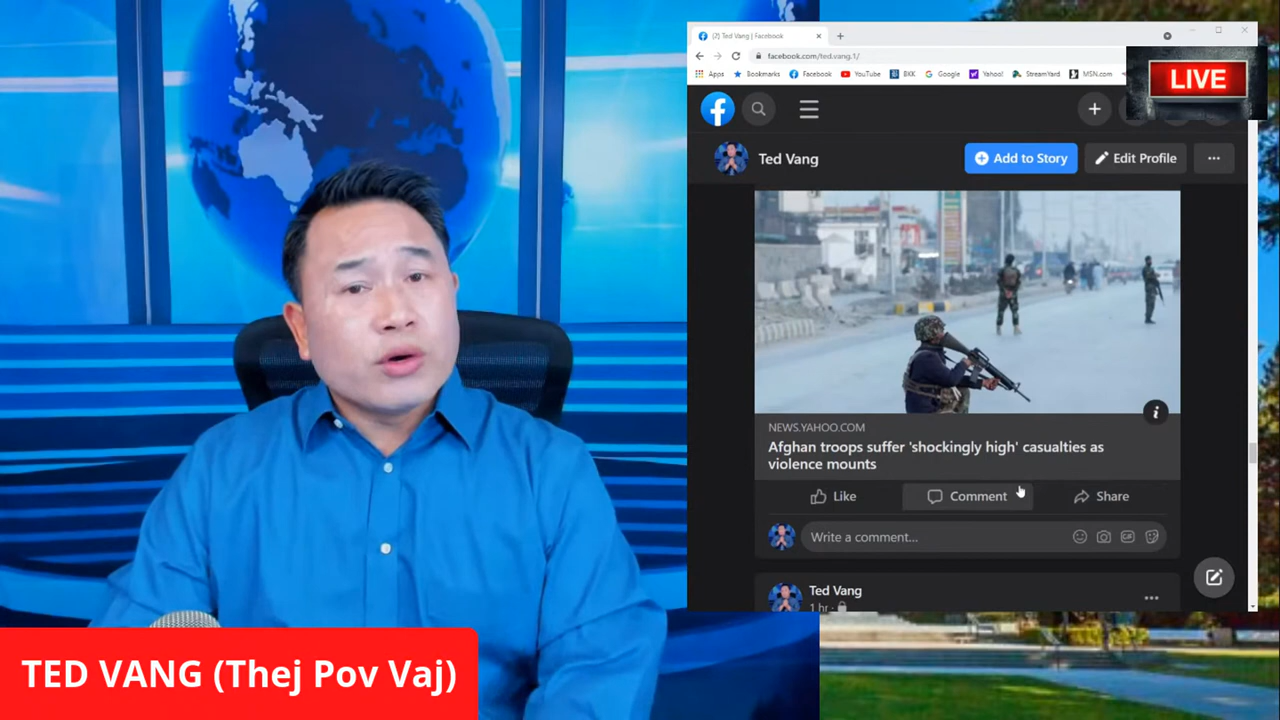 (2) Ted Vang | Facebook
facebook.com/ted.vang.1/
Apps Bookmarks Facebook YouTube BKK Google Yahoo! StreamYard MSN.com
LIVE
Ted Vang
Add to Story
Edit Profile
NEWS.YAHOO.COM
Afghan troops suffer 'shockingly high' casualties as
violence mounts
Like
Comment
Share
Write a comment...
GIF
Ted Vang
1 hr ·
TED VANG (Thej Pov Vaj)